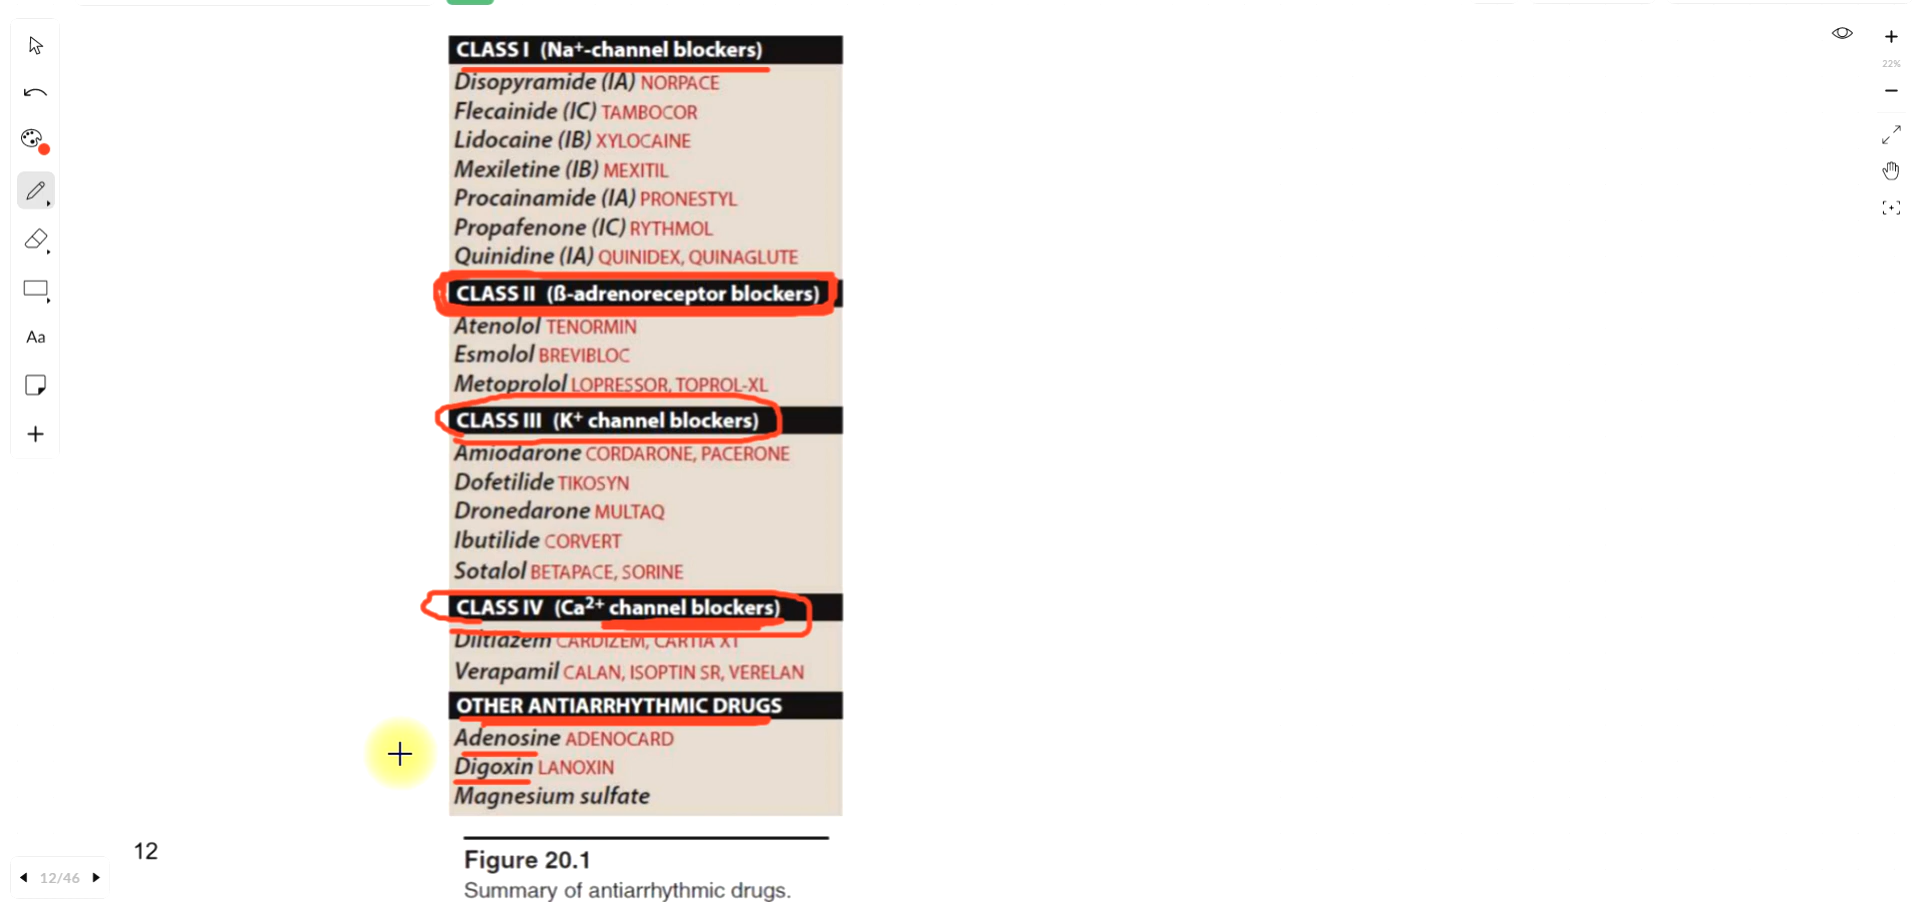 CLASS I (Na⁺-channel blockers)
Disopyramide (IA) NORPACE
Flecainide (IC) TAMBOCOR
Lidocaine (IB) XYLOCAINE
Mexiletine (IB) MEXITIL
Procainamide (IA) PRONESTYL
Propafenone (IC) RYTHMOL
Quinidine (IA) QUINIDEX, QUINAGLUTE
CLASS II (ß-adrenoreceptor blockers)
Atenolol TENORMIN
Esmolol BREVIBLOC
Metoprolol LOPRESSOR, TOPROL-XL
CLASS III (K⁺ channel blockers)
Amiodarone CORDARONE, PACERONE
Dofetilide TIKOSYN
Dronedarone MULTAQ
Ibutilide CORVERT
Sotalol BETAPACE, SORINE
CLASS IV (Ca²⁺ channel blockers)
Diltiazem CARDIZEM, CARTIA XT
Verapamil CALAN, ISOPTIN SR, VERELAN
OTHER ANTIARRHYTHMIC DRUGS
Adenosine ADENOCARD
Digoxin LANOXIN
Magnesium sulfate
Figure 20.1
Summary of antiarrhythmic drugs.
12
12/46
Aa
22%